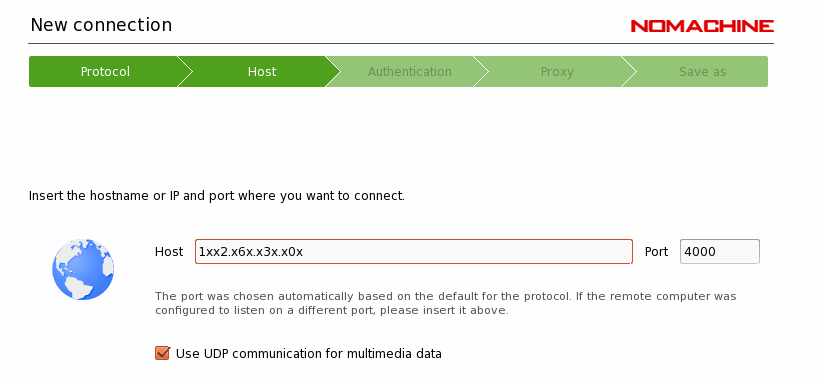 New connection
NOMACHINE
Protocol
Host
Authentication
Proxy
Save as
Insert the hostname or IP and port where you want to connect.
Host 1xx2.x6x.x3x.x0x Port 4000
The port was chosen automatically based on the default for the protocol. If the remote computer was
configured to listen on a different port, please insert it above.
Use UDP communication for multimedia data